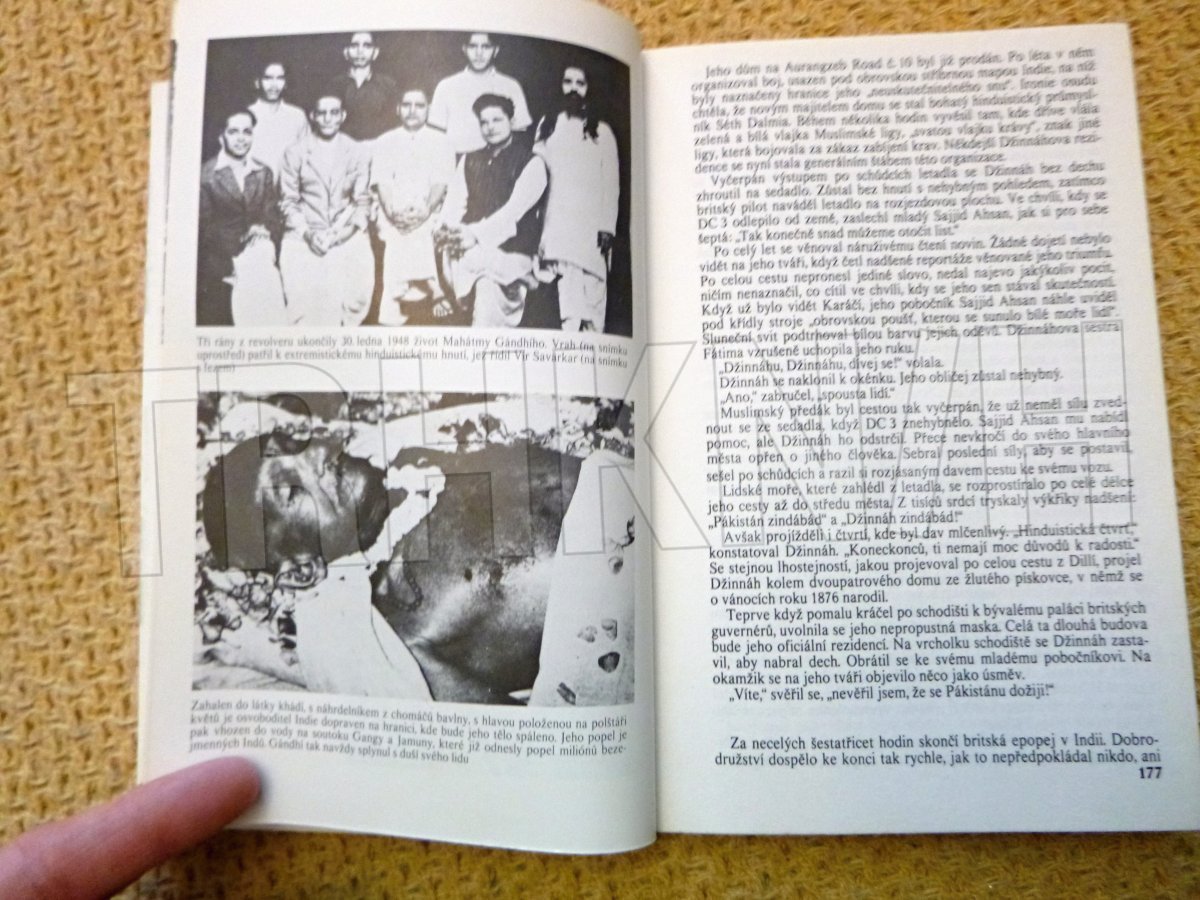 Tři rány z revolveru ukončily 30. ledna 1948 život Mahátmy Gándhího. Vrah (na snímku
uprostřed) patřil k extremistickému hinduistickému hnutí, jež řídil Vír Savárkar (na snímku
Zahalen do látky khádí, s náhrdelníkem z chomáčů bavlny, s hlavou položenou na polštáři
květů je osvoboditel Indie dopraven na hranici, kde bude jeho tělo spáleno. Jeho popel je
pak vhozen do vody na soutoku Gangy a Jamuny, které již odnesly popel miliónů beze-
jmenných Indů. Gándhí tak navždy splynul s duší svého lidu
Jeho dům na Aurangzeb Road č. 10 byl již prodán. Po léta v něm
organizoval boj, usazen pod obrovskou stříbrnou mapou Indie, na níž
byly naznačený hranice jeho „neuskutečnitelného snu". Ironie osudu
chtěla, že novým majitelem domu se stal bohatý hinduistický průmysl-
ník Séth Dalmia. Během několika hodin vyvěsil tam, kde dříve vlála
zelená a bílá vlajka Muslimské ligy, „svatou vlajku krávy", znak jiné
ligy, která bojovala za zákaz zabíjení krav. Někdejší Džinnáhova rezi-
dence se nyní stala generálním štábem této organizace.
Vyčerpán výstupem po schůdcích letadla se Džinnáh bez dechu
zhroutil na sedadlo. Zůstal bez hnutí s nehybným pohledem, zatímco
britský pilot naváděl letadlo na rozjezdovou plochu. Ve chvíli, kdy se
DC 3 odlepilo od země, zaslechl mladý Sajjid Ahsan, jak si pro sebe
šeptá: „Tak konečně snad můžeme otočit list."
Po celý let se věnoval náruživému čtení novin. Žádné dojetí nebylo
vidět na jeho tváři, když četl nadšené reportáže věnované jeho triumfu.
Po celou cestu nepronesl jediné slovo, nedal najevo jakýkoliv pocit,
ničím nenaznačil, co cítil ve chvíli, kdy se jeho sen stával skutečností.
Když už bylo vidět Karáčí, jeho pobočník Sajjid Ahsan náhle uviděl
pod křídly stroje „obrovskou poušť, kterou se sunulo bílé moře lidí".
Sluneční svit podtrhoval bílou barvu jejich oděvů. Džinnáhova sestra
Fátima vzrušeně uchopila jeho ruku.
„Džinnáhu, Džinnáhu, dívej se!" volala.
Džinnáh se naklonil k okénku. Jeho obličej zůstal nehybný.
„Ano," zabručel, „spousta lidí."
Muslimský předák byl cestou tak vyčerpán, že už neměl sílu zved-
nout se ze sedadla, když DC 3 znehybnělo. Sajjid Ahsan mu nabídl
pomoc, ale Džinnáh ho odstrčil. Přece nevkročí do svého hlavního
města opřen o jiného člověka. Sebral poslední síly, aby se postavil,
sešel po schůdcích a razil si rozjásaným davem cestu ke svému vozu.
Lidské moře, které zahlédl z letadla, se rozprostíralo po celé délce
jeho cesty až do středu města. Z tisíců srdcí tryskaly výkřiky nadšení:
„Pákistán zindábád" a „Džinnáh zindábád!"
Avšak projížděli i čtvrtí, kde byl dav mlčenlivý. „Hinduistická čtvrť,"
konstatoval Džinnáh. „Koneckonců, ti nemají moc důvodů k radosti."
Se stejnou lhostejností, jakou projevoval po celou cestu z Dillí, projel
Džinnáh kolem dvoupatrového domu ze žlutého pískovce, v němž se
o vánocích roku 1876 narodil.
Teprve když pomalu kráčel po schodišti k bývalému paláci britských
guvernérů, uvolnila se jeho nepropustná maska. Celá ta dlouhá budova
bude jeho oficiální rezidencí. Na vrcholku schodiště se Džinnáh zasta-
vil, aby nabral dech. Obrátil se ke svému mladému pobočníkovi. Na
okamžik se na jeho tváři objevilo něco jako úsměv.
„Víte," svěřil se, „nevěřil jsem, že se Pákistánu dožiji!"
Za necelých šestatřicet hodin skončí britská epopej v Indii. Dobro-
družství dospělo ke konci tak rychle, jak to nepředpokládal nikdo, ani
177